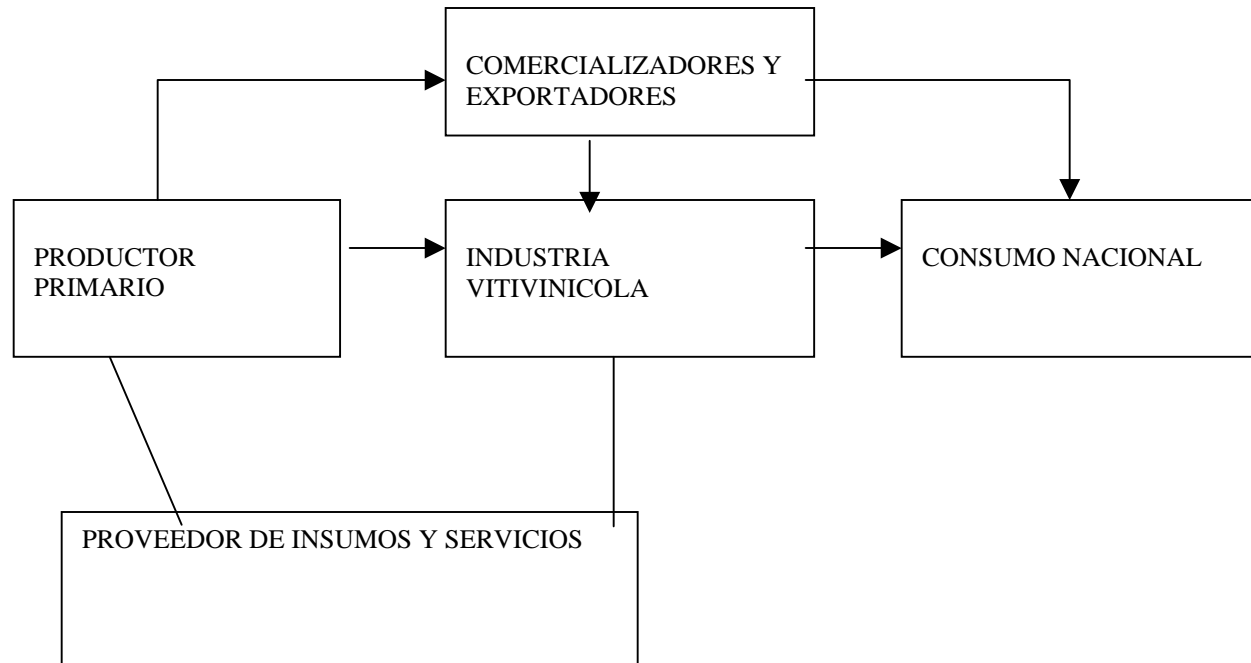 COMERCIALIZADORES Y
EXPORTADORES
PRODUCTOR
PRIMARIO
INDUSTRIA
VITIVINICOLA
CONSUMO NACIONAL
PROVEEDOR DE INSUMOS Y SERVICIOS